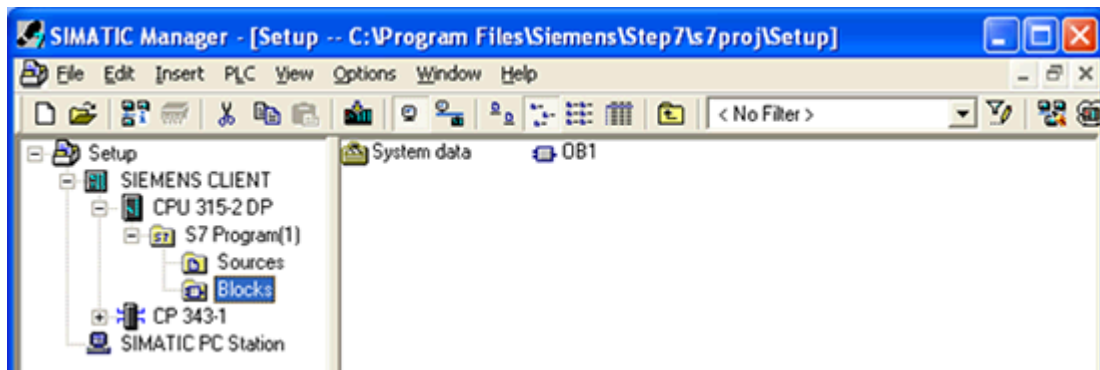 SIMATIC Manager - [Setup -- C:\Program Files\Siemens\Step7\s7proj\Setup]
File Edit Insert PLC View Options Window Help
< No Filter >
Setup
SIEMENS CLIENT
CPU 315-2 DP
S7 Program(1)
Sources
Blocks
CP 343-1
SIMATIC PC Station
System data OB1